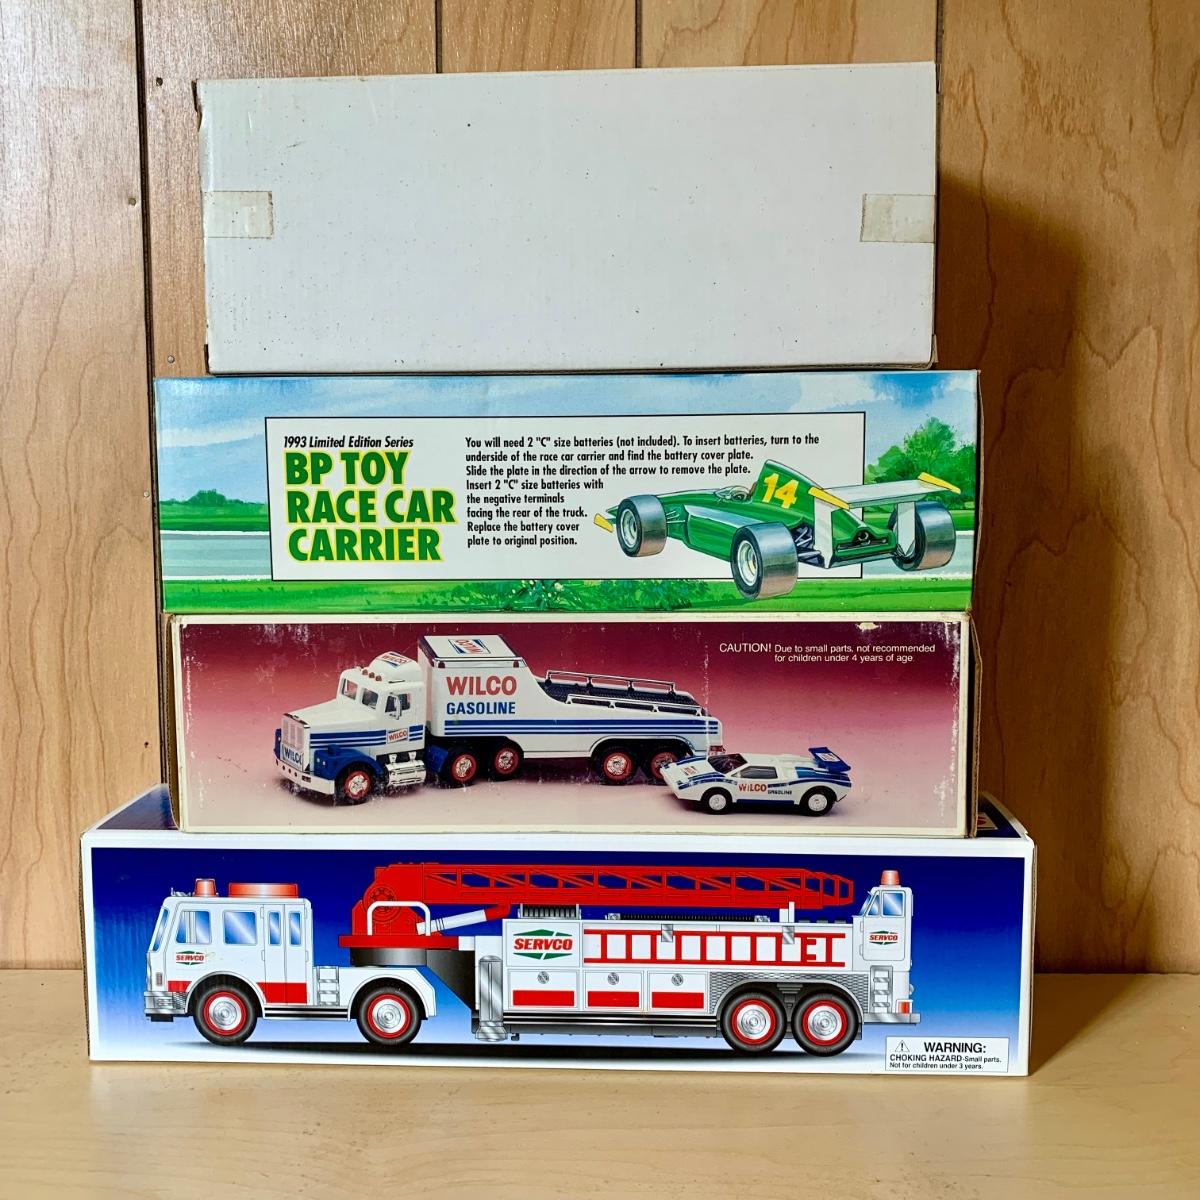 1993 Limited Edition Series
BP TOY
RACE CAR
CARRIER
You will need 2 "C" size batteries (not included). To insert batteries, turn to the
underside of the race car carrier and find the battery cover plate.
Slide the plate in the direction of the arrow to remove the plate.
Insert 2 "C" size batteries with
the negative terminals
facing the rear of the truck.
Replace the battery cover
plate to original position.
14
CAUTION! Due to small parts, not recommended
for children under 4 years of age
WILCO
WILCO
GASOLINE
WILCO
WILCO
WILCO GASOLINE
SERVCO
SERVCO
SERVCO
WARNING:
CHOKING HAZARD-Small parts.
Not for children under 3 years.